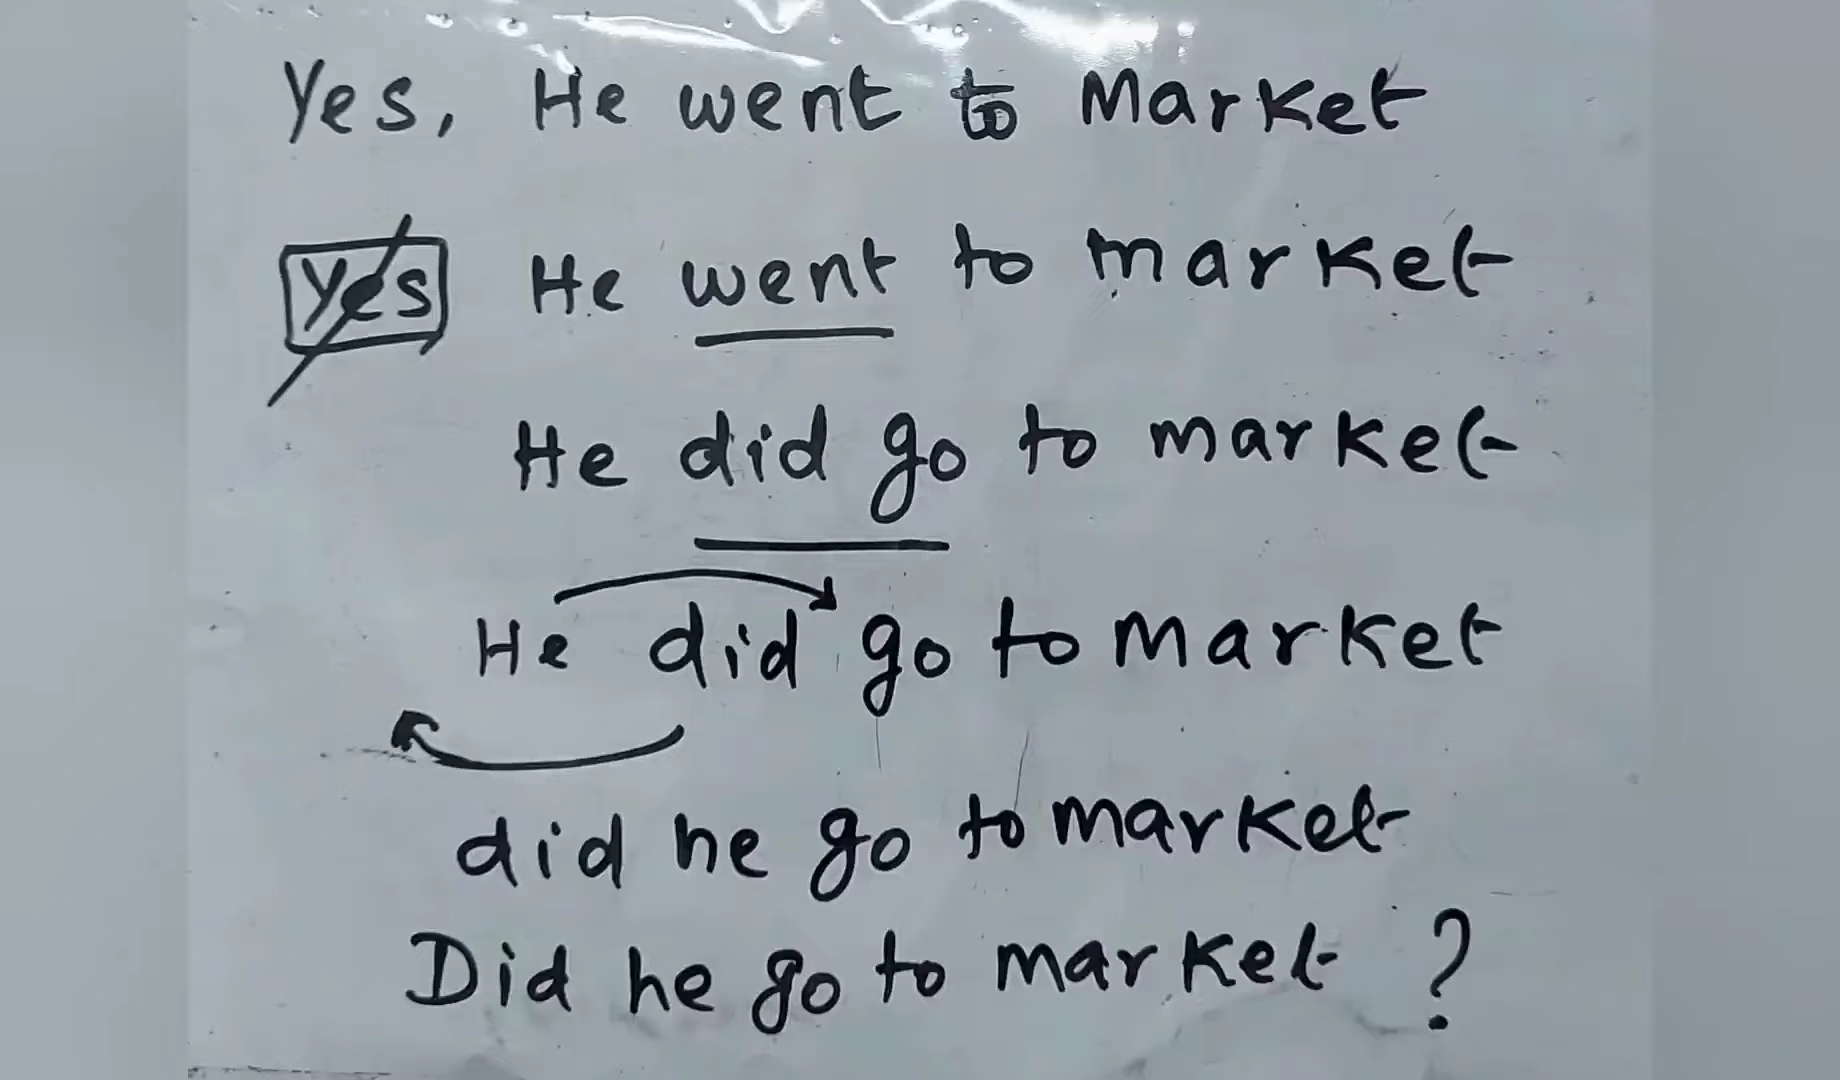 Yes, He went to Market
Yes He went to market
He did go to market
He did go to market
did he go to market
Did he go to market ?